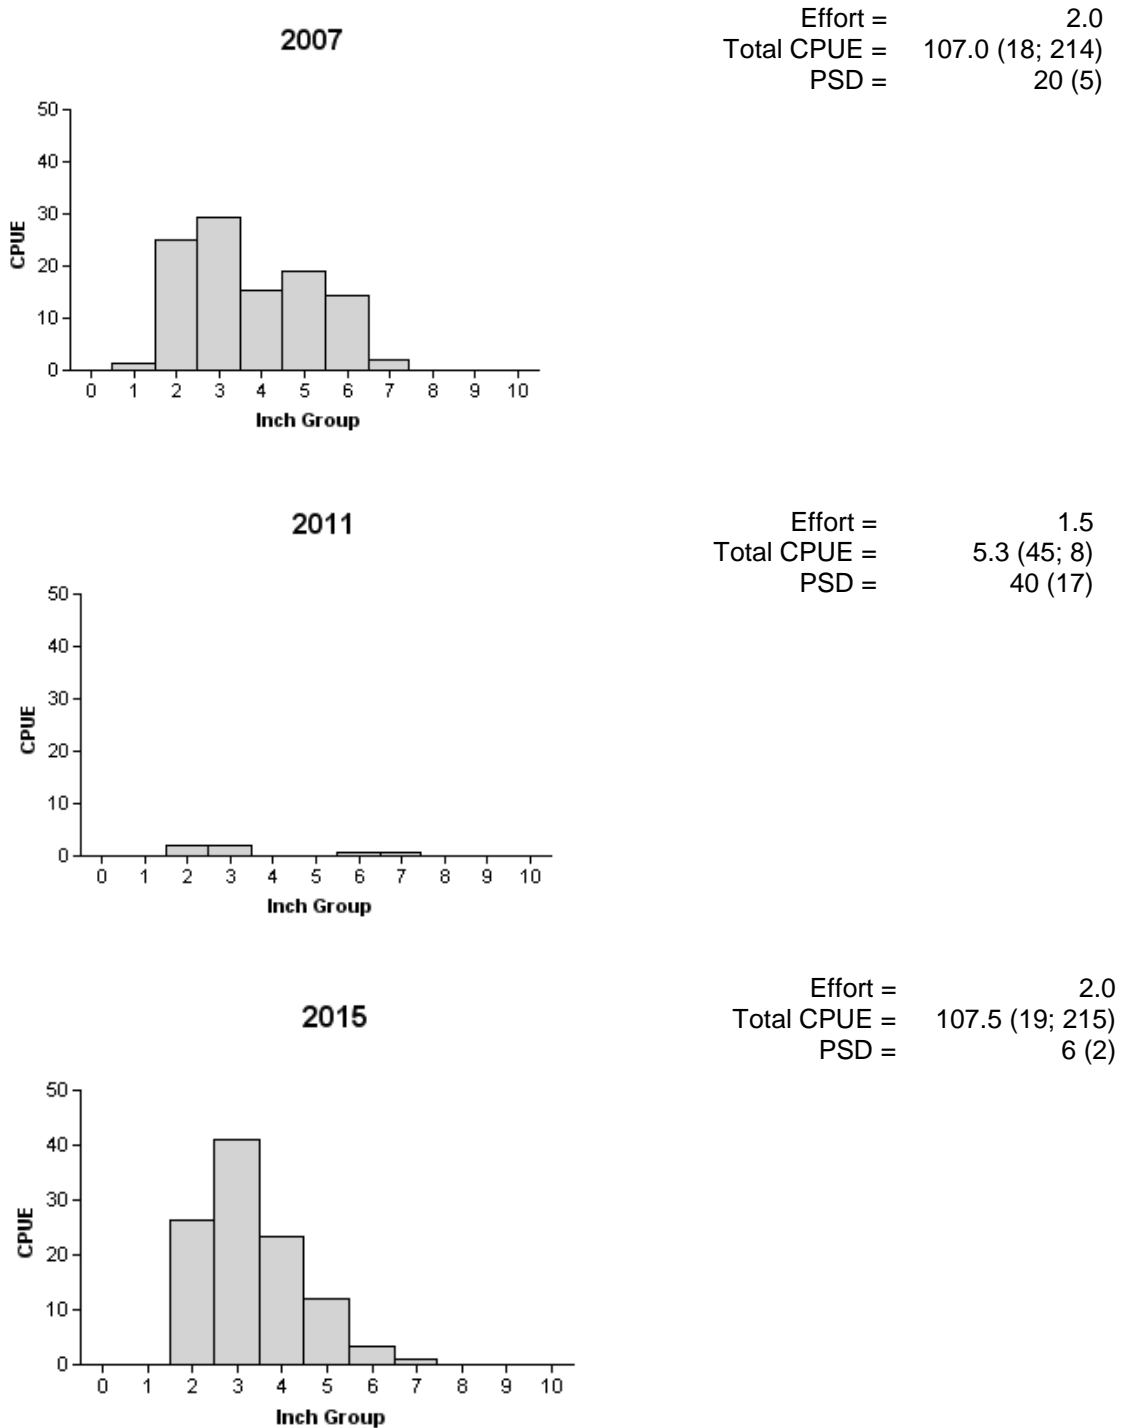 2007
Effort = 2.0
Total CPUE = 107.0 (18; 214)
PSD = 20 (5)
50
40
30
20
10
0
CPUE
0 1 2 3 4 5 6 7 8 9 10
Inch Group
2011
Effort = 1.5
Total CPUE = 5.3 (45; 8)
PSD = 40 (17)
50
40
30
20
10
0
CPUE
0 1 2 3 4 5 6 7 8 9 10
Inch Group
2015
Effort = 2.0
Total CPUE = 107.5 (19; 215)
PSD = 6 (2)
50
40
30
20
10
0
CPUE
0 1 2 3 4 5 6 7 8 9 10
Inch Group